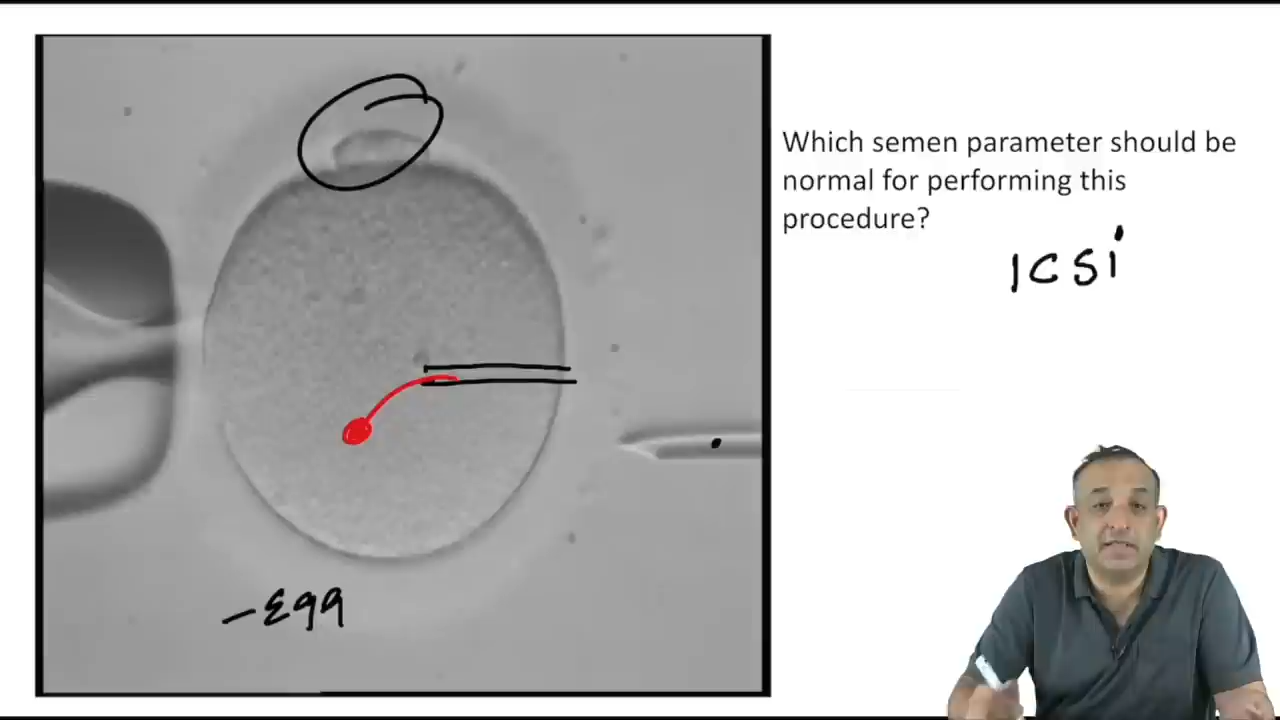 Which semen parameter should be
normal for performing this
procedure?
ICSI
- Egg